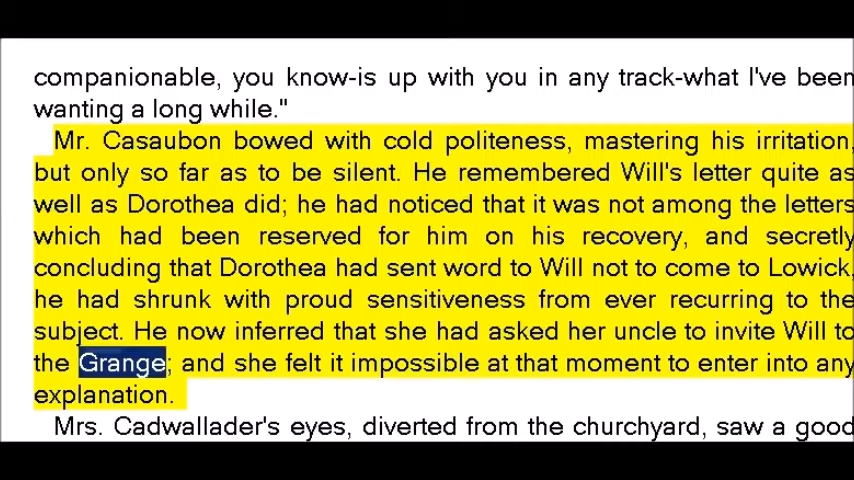 companionable, you know-is up with you in any track-what I've been
wanting a long while."
Mr. Casaubon bowed with cold politeness, mastering his irritation,
but only so far as to be silent. He remembered Will's letter quite as
well as Dorothea did; he had noticed that it was not among the letters
which had been reserved for him on his recovery, and secretly
concluding that Dorothea had sent word to Will not to come to Lowick,
he had shrunk with proud sensitiveness from ever recurring to the
subject. He now inferred that she had asked her uncle to invite Will to
the Grange; and she felt it impossible at that moment to enter into any
explanation.
Mrs. Cadwallader's eyes, diverted from the churchyard, saw a good